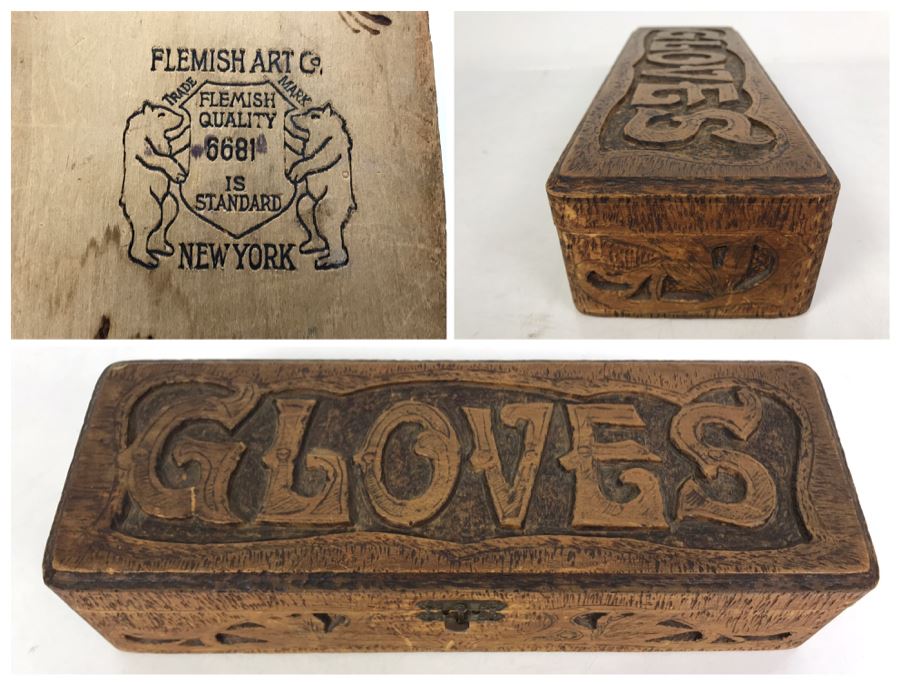 FLEMISH ART Co.
TRADE MARK
FLEMISH
QUALITY
6681
IS
STANDARD
NEW YORK
GLOVES
GLOVES